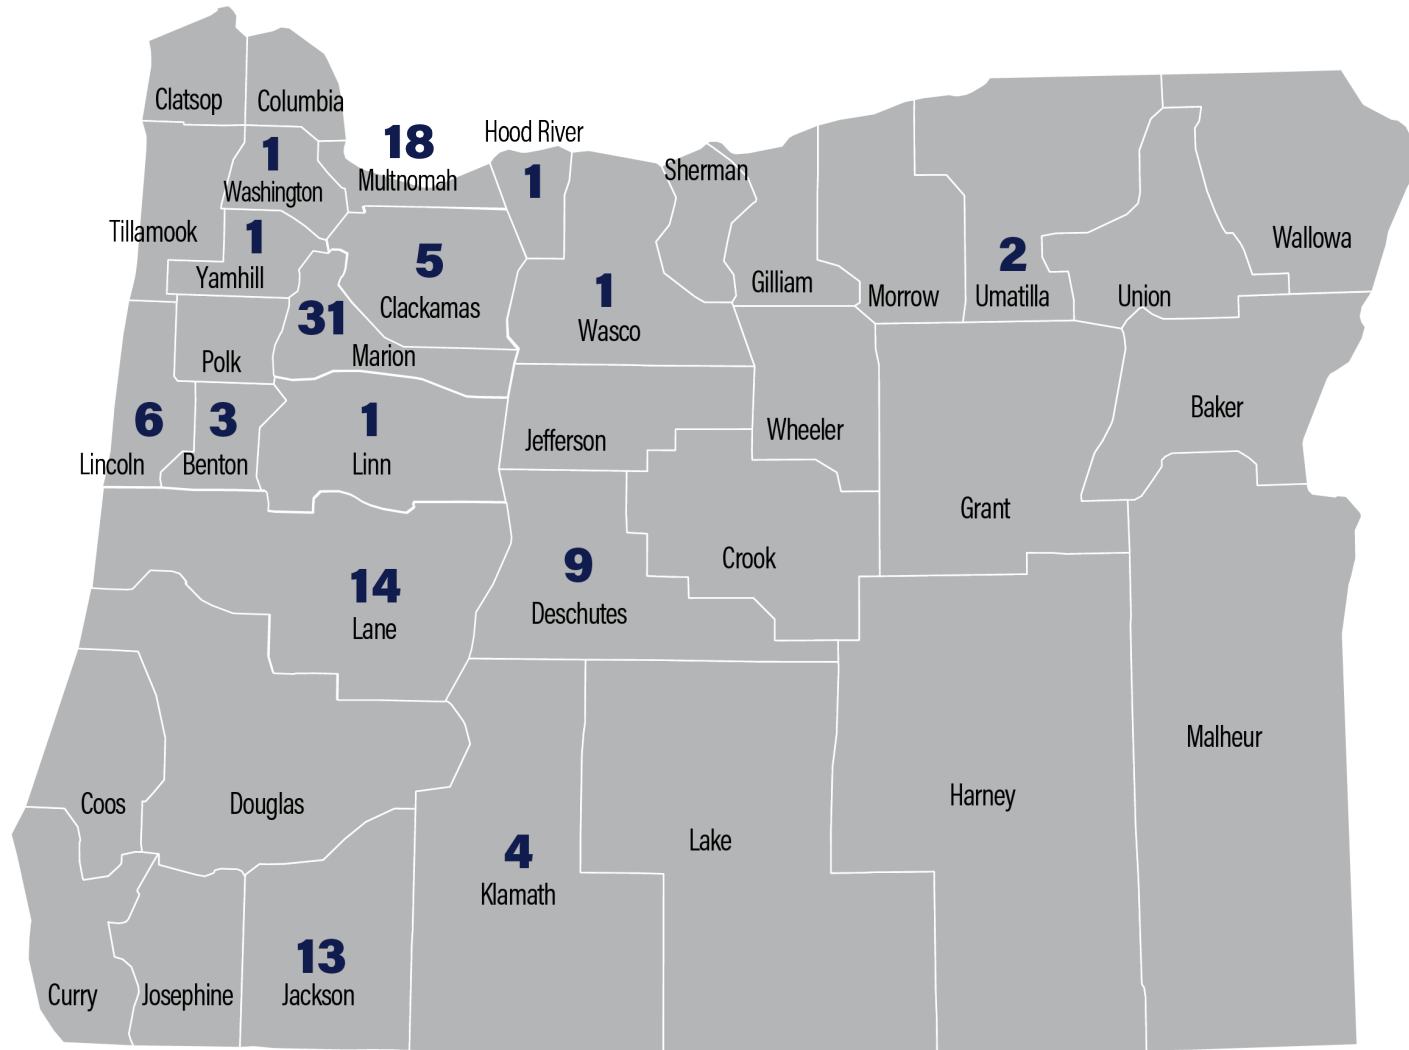 Clatsop
Columbia
18
Multnomah
Hood River
1
1
Washington
Sherman
Tillamook
1
Yamhill
5
Clackamas
31
Marion
1
Wasco
Gilliam
Morrow
2
Umatilla
Union
Wallowa
Polk
6
Lincoln
3
Benton
1
Linn
Jefferson
Wheeler
Baker
Grant
14
Lane
9
Deschutes
Crook
Malheur
Coos
Douglas
4
Klamath
Lake
Harney
Curry
Josephine
13
Jackson